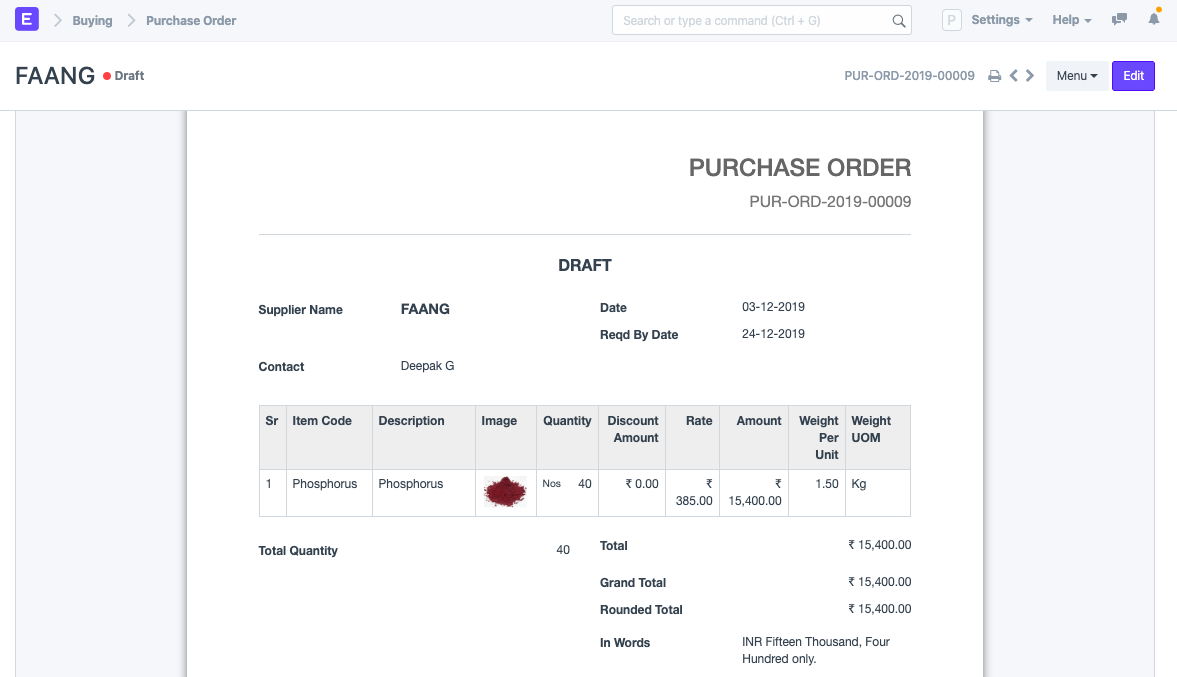 E Buying Purchase Order Search or type a command (Ctrl + G) P Settings Help
FAANG Draft PUR-ORD-2019-00009 Menu Edit
PURCHASE ORDER
PUR-ORD-2019-00009
DRAFT
Supplier Name FAANG Date 03-12-2019
Reqd By Date 24-12-2019
Contact Deepak G
Sr Item Code Description Image Quantity Discount Rate Amount Weight Weight
Amount Per UOM
Unit
1 Phosphorus Phosphorus Nos 40 ₹ 0.00 ₹ ₹ 1.50 Kg
385.00 15,400.00
Total Quantity 40 Total ₹ 15,400.00
Grand Total ₹ 15,400.00
Rounded Total ₹ 15,400.00
In Words INR Fifteen Thousand, Four
Hundred only.